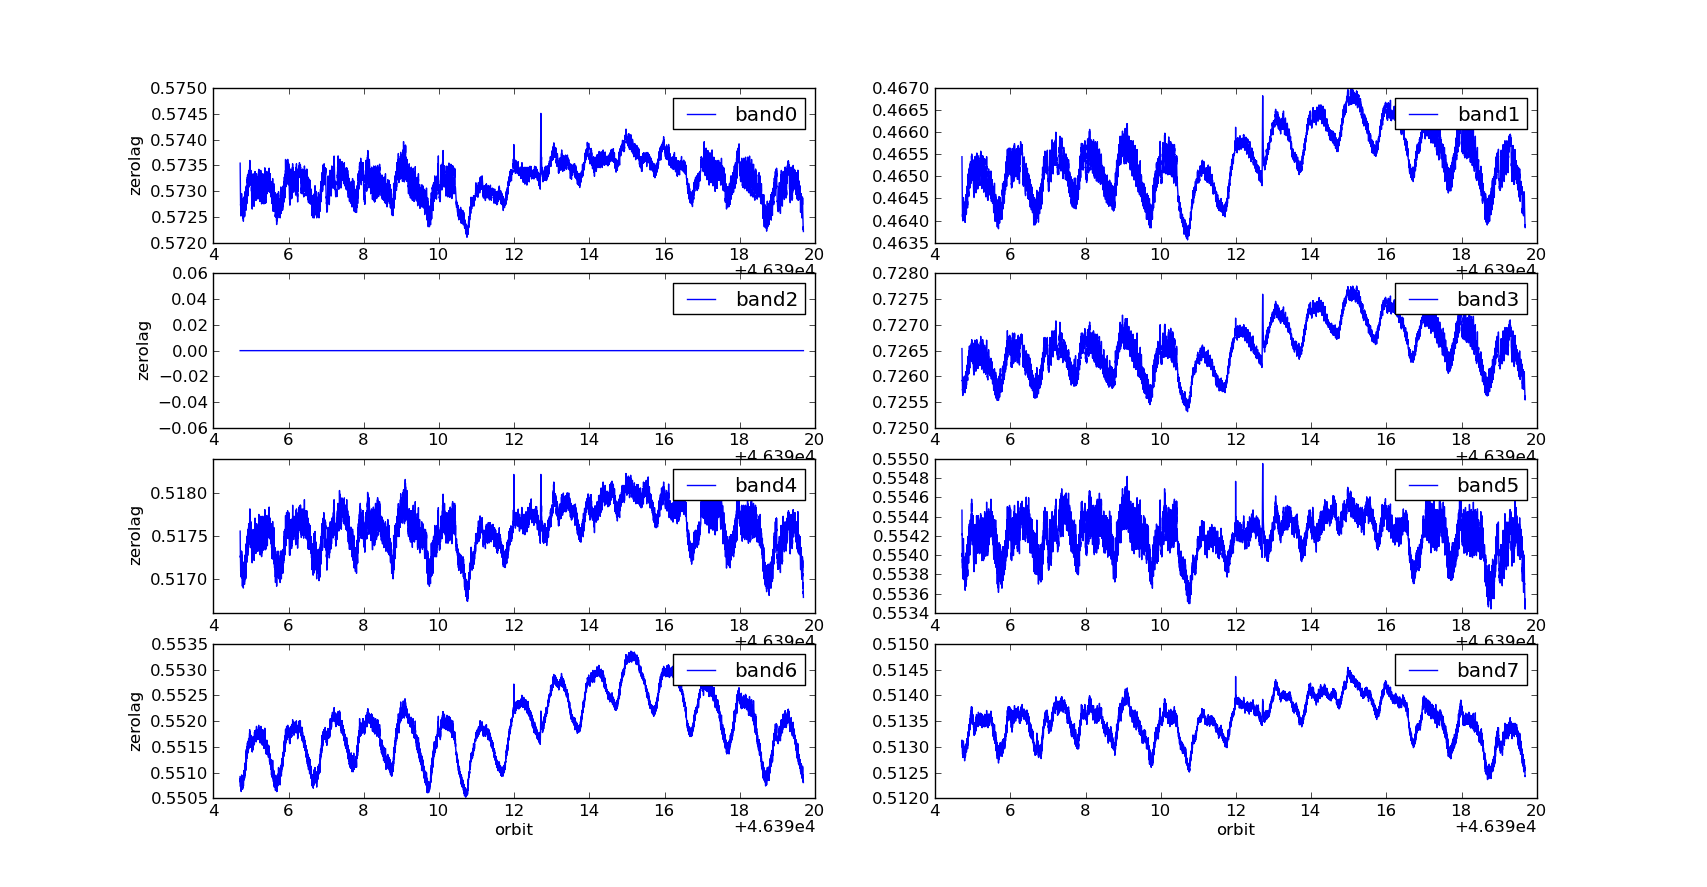 0.5750
0.5745
0.5740
0.5735
0.5730
0.5725
0.5720
zerolag
band0
4 6 8 10 12 14 16 18 20
+4.639e4
0.4670
0.4665
0.4660
0.4655
0.4650
0.4645
0.4640
0.4635
band1
4 6 8 10 12 14 16 18 20
+4.639e4
0.06
0.04
0.02
0.00
−0.02
−0.04
−0.06
zerolag
band2
4 6 8 10 12 14 16 18 20
+4.639e4
0.7280
0.7275
0.7270
0.7265
0.7260
0.7255
0.7250
band3
4 6 8 10 12 14 16 18 20
+4.639e4
0.5180
0.5175
0.5170
zerolag
band4
4 6 8 10 12 14 16 18 20
+4.639e4
0.5550
0.5548
0.5546
0.5544
0.5542
0.5540
0.5538
0.5536
0.5534
band5
4 6 8 10 12 14 16 18 20
+4.639e4
0.5535
0.5530
0.5525
0.5520
0.5515
0.5510
0.5505
zerolag
band6
4 6 8 10 12 14 16 18 20
orbit
+4.639e4
0.5150
0.5145
0.5140
0.5135
0.5130
0.5125
0.5120
band7
4 6 8 10 12 14 16 18 20
orbit
+4.639e4